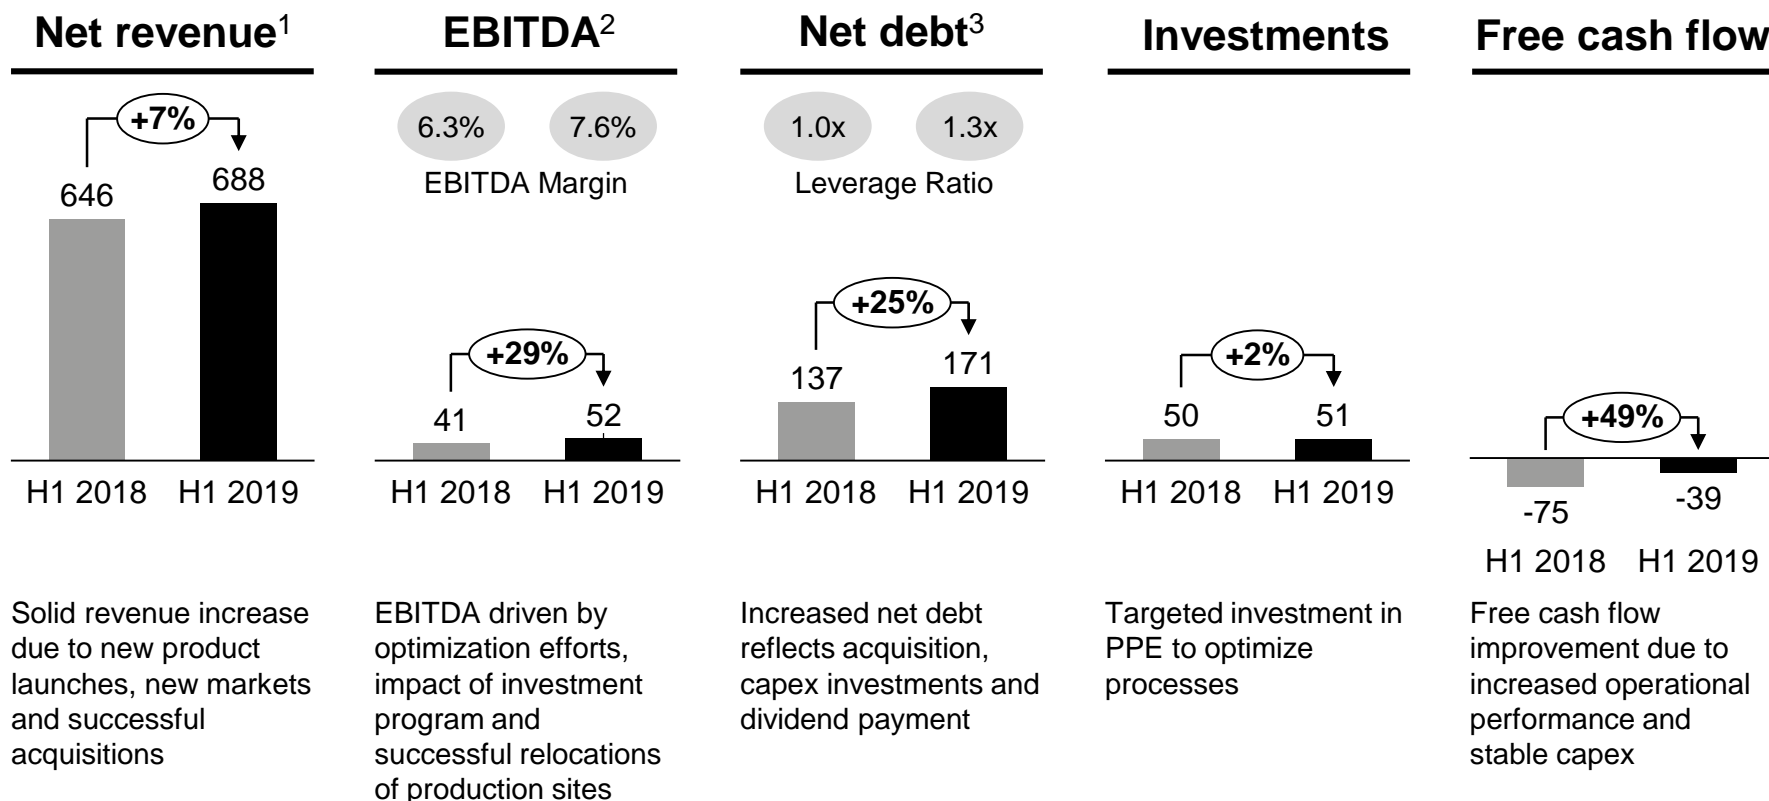 Net revenue¹
+7%
646
688
H1 2018 H1 2019
Solid revenue increase
due to new product
launches, new markets
and successful
acquisitions
EBITDA²
6.3% 7.6%
EBITDA Margin
+29%
41
52
H1 2018 H1 2019
EBITDA driven by
optimization efforts,
impact of investment
program and
successful relocations
of production sites
Net debt³
1.0x 1.3x
Leverage Ratio
+25%
137
171
H1 2018 H1 2019
Increased net debt
reflects acquisition,
capex investments and
dividend payment
Investments
+2%
50 51
H1 2018 H1 2019
Targeted investment in
PPE to optimize
processes
Free cash flow
+49%
-75
-39
H1 2018 H1 2019
Free cash flow
improvement due to
increased operational
performance and
stable capex